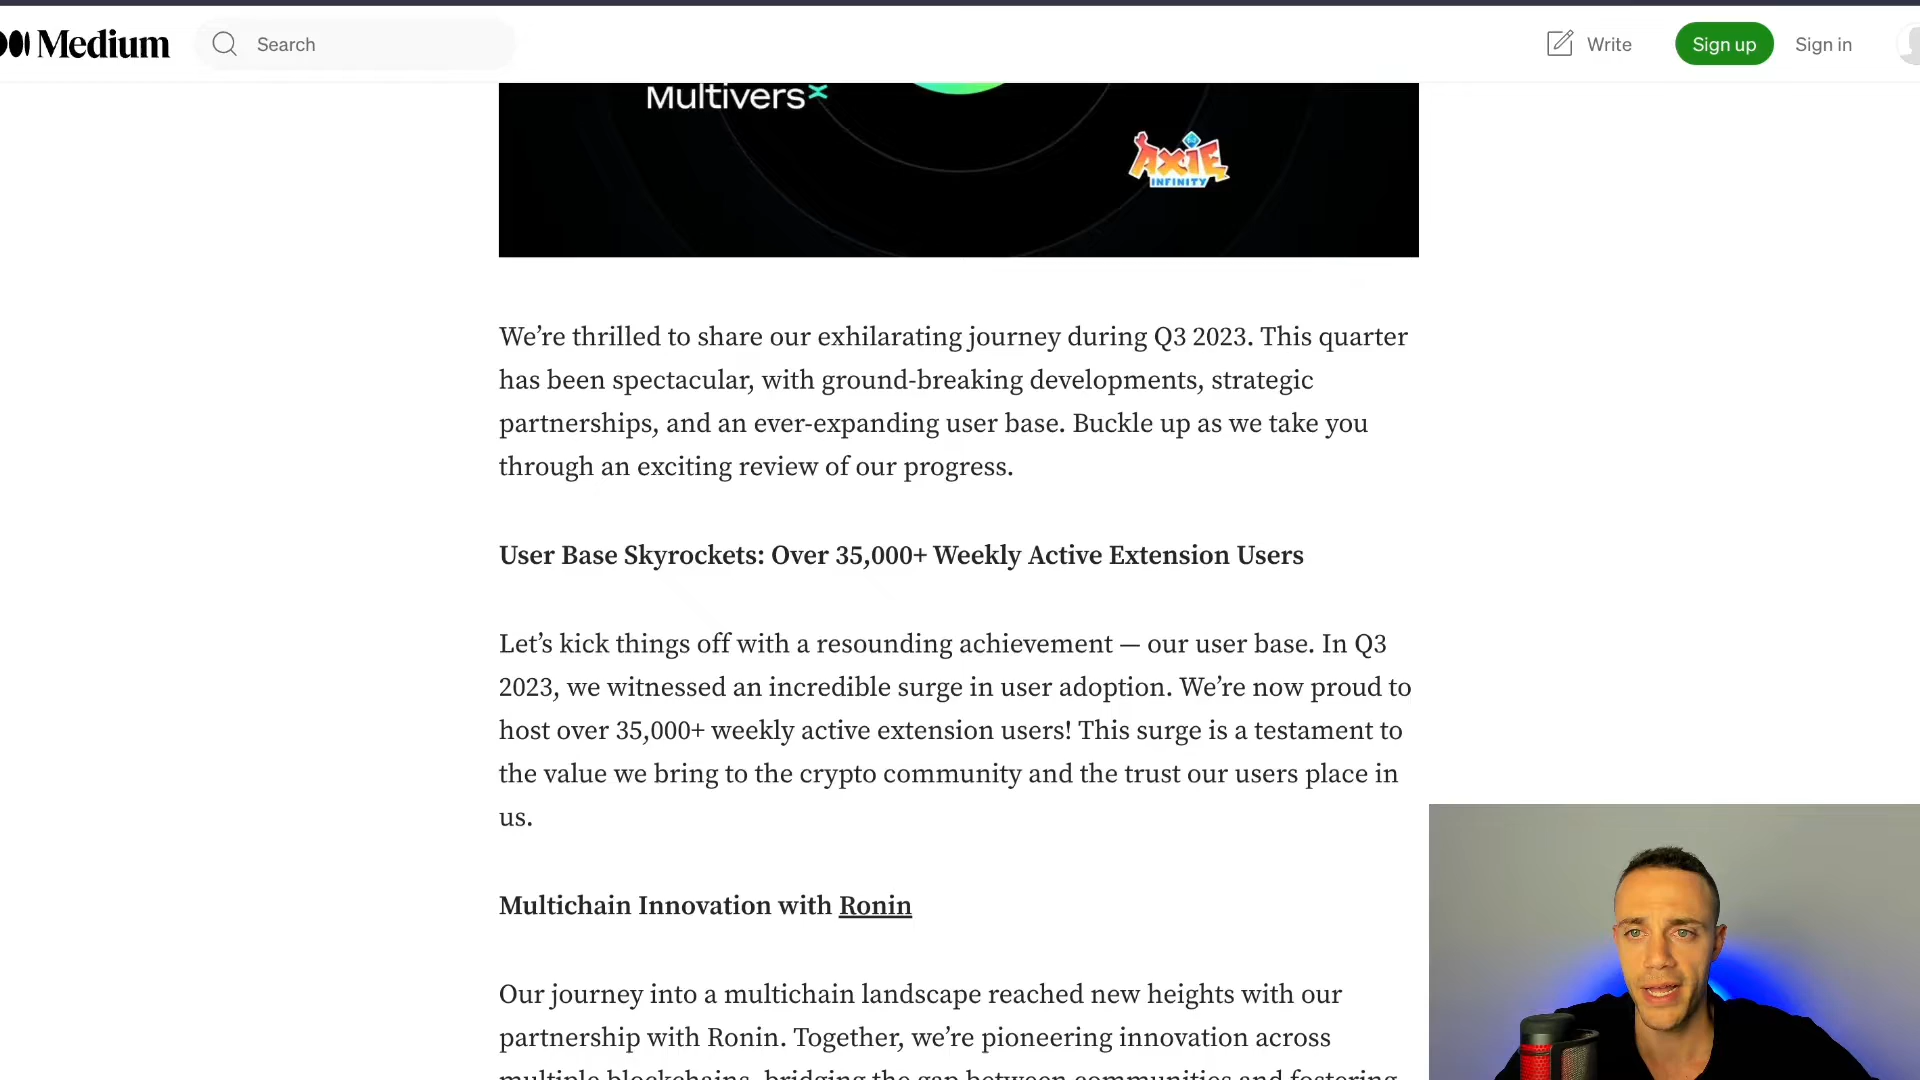 Medium
Search
Write
Sign up
Sign in
Multivers
AXIE
INFINITY
We’re thrilled to share our exhilarating journey during Q3 2023. This quarter
has been spectacular, with ground-breaking developments, strategic
partnerships, and an ever-expanding user base. Buckle up as we take you
through an exciting review of our progress.
User Base Skyrockets: Over 35,000+ Weekly Active Extension Users
Let’s kick things off with a resounding achievement — our user base. In Q3
2023, we witnessed an incredible surge in user adoption. We’re now proud to
host over 35,000+ weekly active extension users! This surge is a testament to
the value we bring to the crypto community and the trust our users place in
us.
Multichain Innovation with Ronin
Our journey into a multichain landscape reached new heights with our
partnership with Ronin. Together, we’re pioneering innovation across
multiple blockchains, bridging the gap between communities and fostering